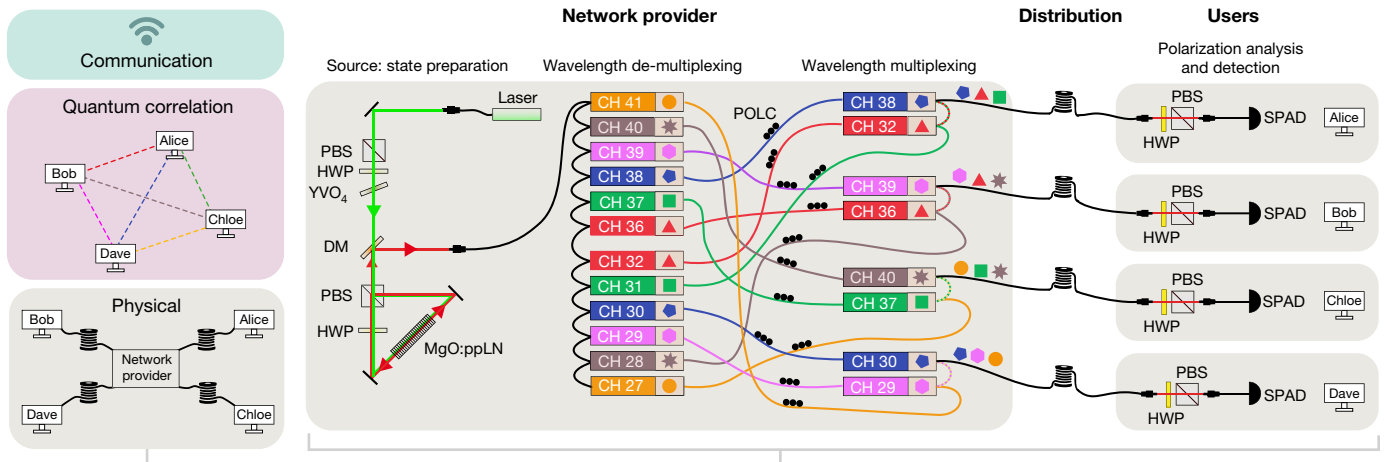 Communication
Quantum correlation
Alice
Bob
Chloe
Dave
Physical
Bob
Alice
Network
provider
Dave
Chloe
Network provider
Distribution
Users
Source: state preparation
Wavelength de-multiplexing
Wavelength multiplexing
Polarization analysis
and detection
Laser
PBS
HWP
YVO4
DM
PBS
HWP
MgO:ppLN
CH 41
CH 40
CH 39
CH 38
CH 37
CH 36
CH 32
CH 31
CH 30
CH 29
CH 28
CH 27
POLC
CH 38
CH 32
CH 39
CH 36
CH 40
CH 37
CH 30
CH 29
PBS
HWP
SPAD
Alice
PBS
HWP
SPAD
Bob
PBS
HWP
SPAD
Chloe
PBS
HWP
SPAD
Dave